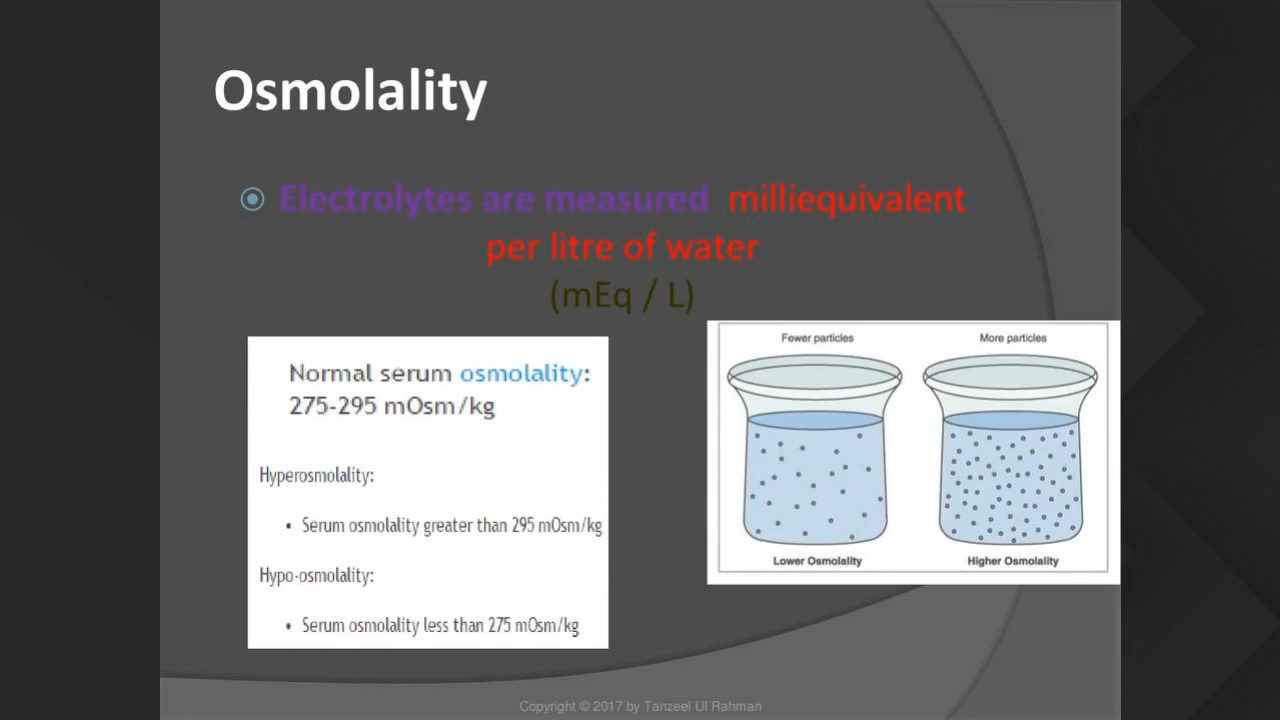 Osmolality
Electrolytes are measured milliequivalent
per litre of water
(mEq / L)
Normal serum osmolality:
275-295 mOsm/kg
Hyperosmolality:
• Serum osmolality greater than 295 mOsm/kg
Hypo-osmolality:
• Serum osmolality less than 275 mOsm/kg
Fewer particles
More particles
Lower Osmolality
Higher Osmolality
Copyright © 2017 by Tanzeel Ul Rahman